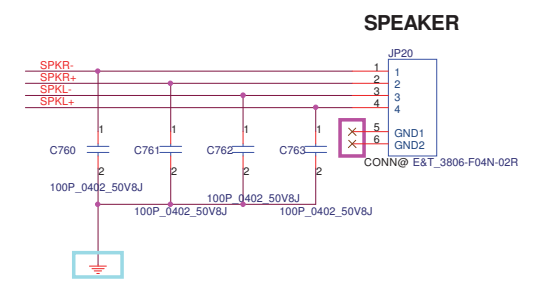 SPEAKER
JP20
SPKR-
SPKR+
SPKL-
SPKL+
1 1
2 2
3 3
4 4
5 GND1
6 GND2
CONN@ E&T_3806-F04N-02R
1 1 1 1
C760 C761 C762 C763
2 2 2 2
100P_0402_50V8J
100P_0402_50V8J
100P_0402_50V8J
100P_0402_50V8J